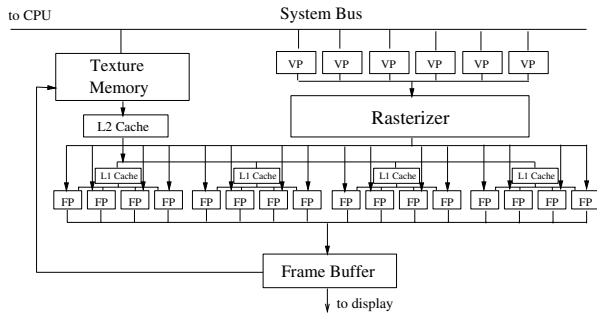 to CPU
System Bus
VP VP VP VP VP VP
Texture
Memory
Rasterizer
L2 Cache
L1 Cache L1 Cache L1 Cache L1 Cache
FP FP FP FP FP FP FP FP FP FP FP FP FP FP FP FP
Frame Buffer
to display